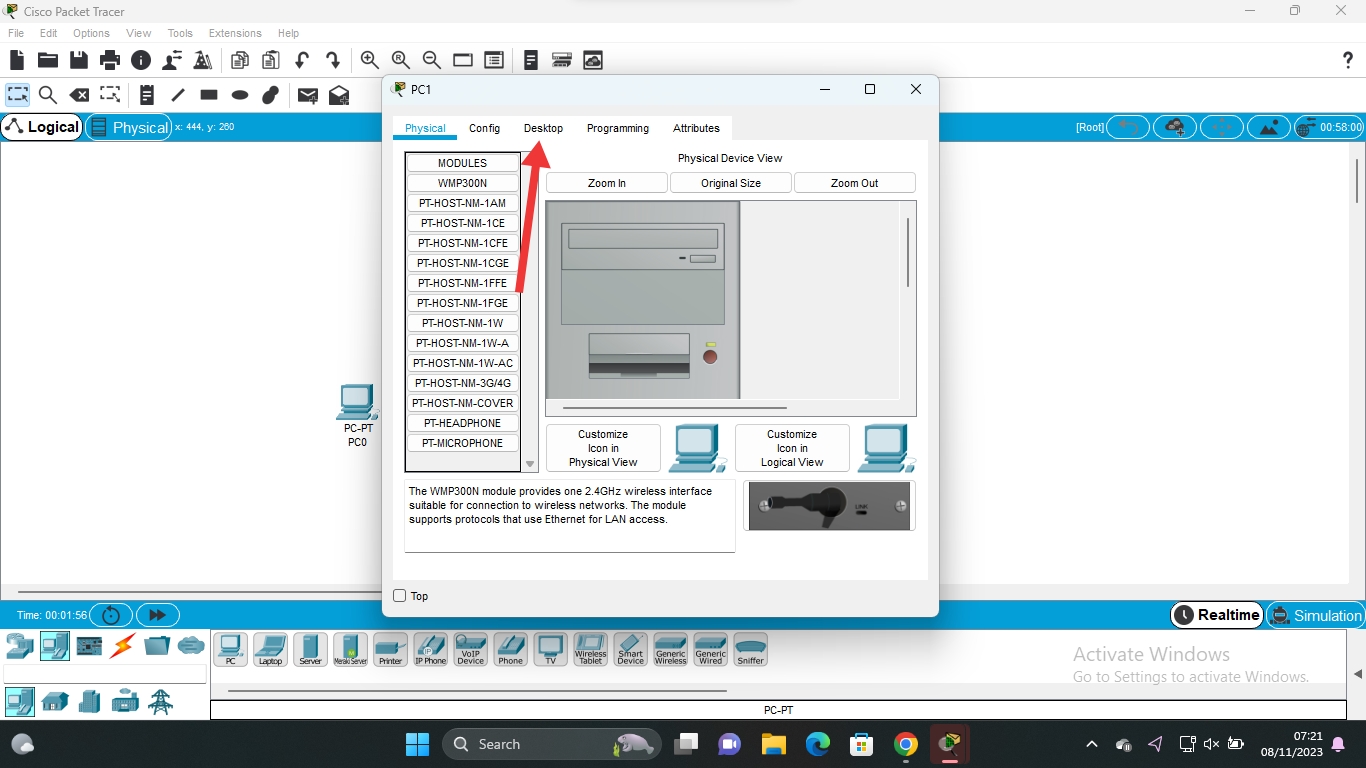 Cisco Packet Tracer
File Edit Options View Tools Extensions Help
PC1
Logical
Physical
x: 444, y: 260
[Root]
00:58:00
Physical Config Desktop Programming Attributes
MODULES
WMP300N
PT-HOST-NM-1AM
PT-HOST-NM-1CE
PT-HOST-NM-1CFE
PT-HOST-NM-1CGE
PT-HOST-NM-1FFE
PT-HOST-NM-1FGE
PT-HOST-NM-1W
PT-HOST-NM-1W-A
PT-HOST-NM-1W-AC
PT-HOST-NM-3G/4G
PT-HOST-NM-COVER
PT-HEADPHONE
PT-MICROPHONE
Physical Device View
Zoom In Original Size Zoom Out
PC-PT
PC0
Customize
Icon in
Physical View
Customize
Icon in
Logical View
The WMP300N module provides one 2.4GHz wireless interface
suitable for connection to wireless networks. The module
supports protocols that use Ethernet for LAN access.
LINK
Top
Time: 00:01:56
Realtime
Simulation
PC
Laptop
Server
Meraki Server
Printer
IP Phone
VoIP
Device
Phone
TV
Wireless
Tablet
Smart
Device
Generic
Wireless
Generic
Wired
Sniffer
Activate Windows
Go to Settings to activate Windows.
PC-PT
Search
07:21
08/11/2023